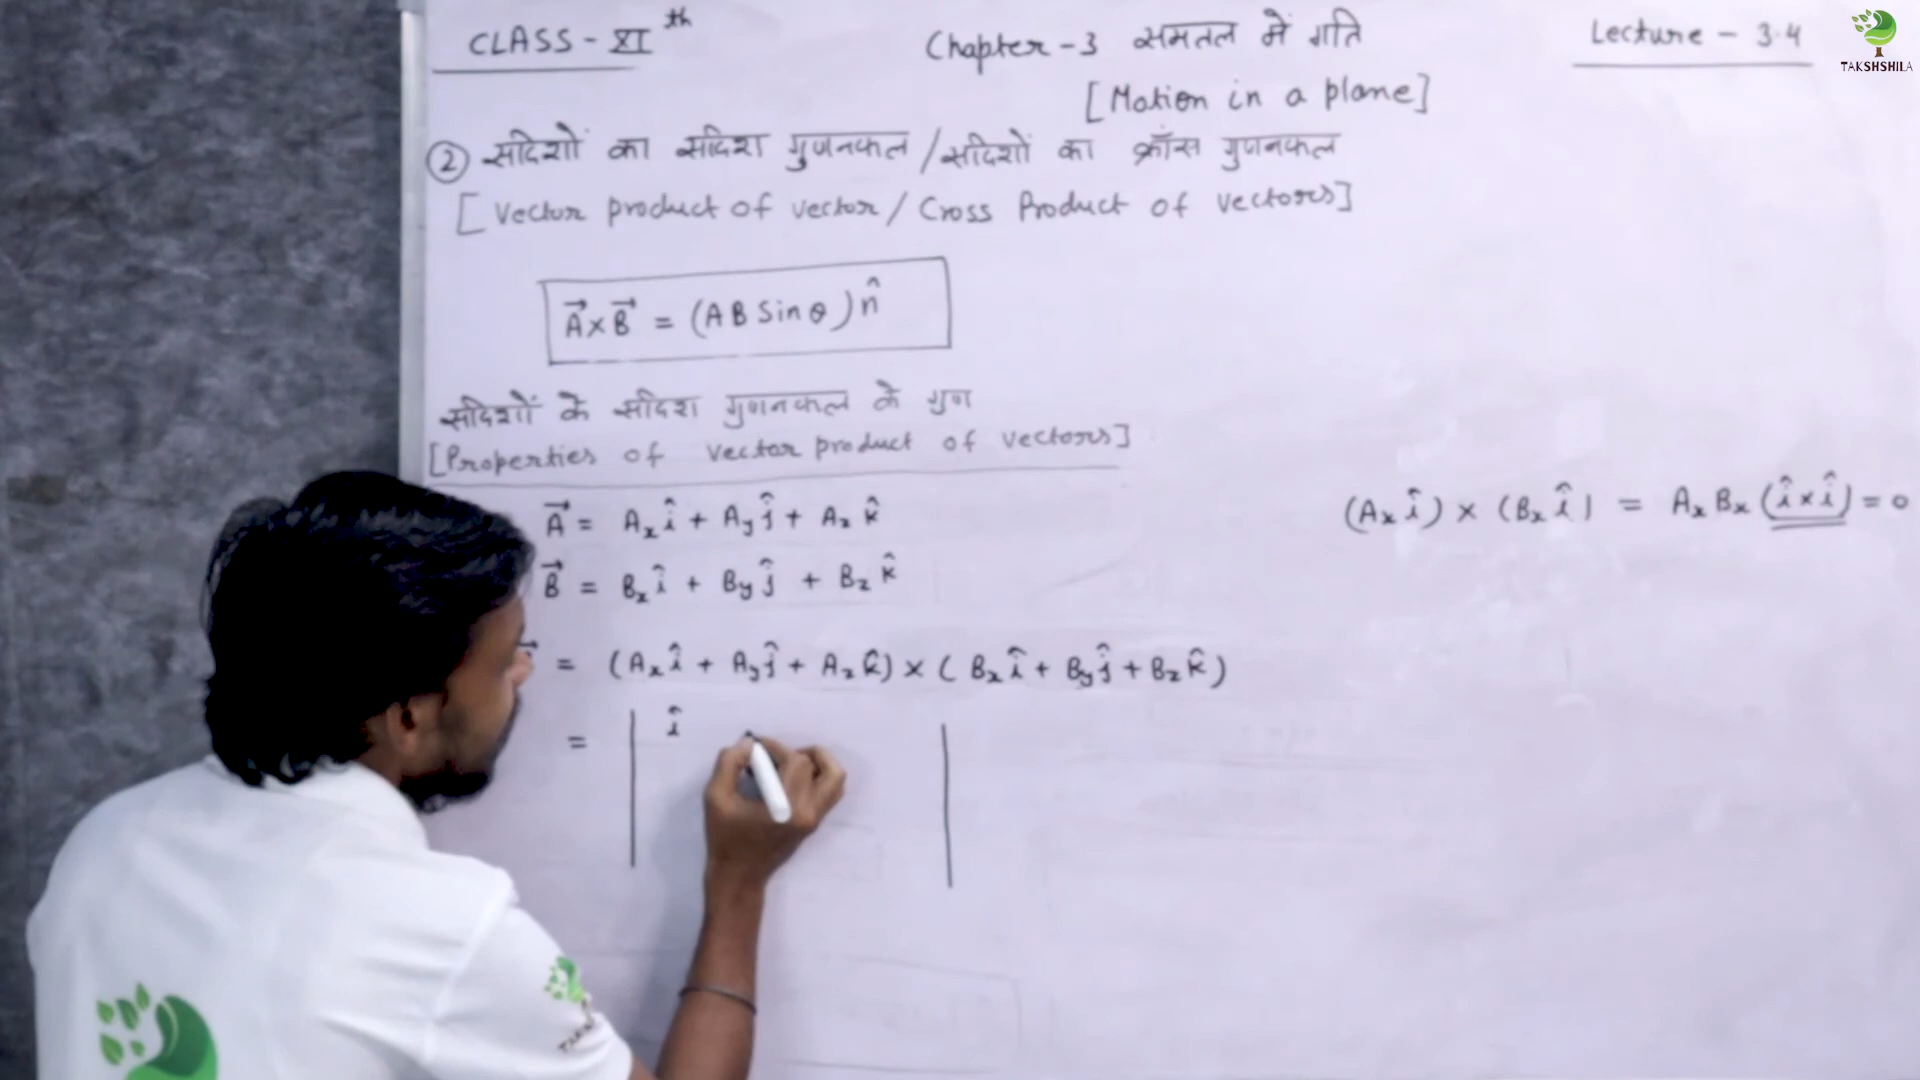 CLASS - XI th
Chapter - 3 समतल में गति
[Motion in a plane]
Lecture - 3.4
TAKSHSHILA
② सदिशों का सदिश गुणनफल / सदिशों का क्रॉस गुणनफल
[Vector product of vector / Cross Product of vectors]
A⃗ × B⃗ = (AB Sin θ) n̂
सदिशों के सदिश गुणनफल के गुण
[Properties of vector product of vectors]
A⃗ = Aₓ î + Ay ĵ + Az k̂
(Aₓ î) × (Bₓ î) = Aₓ Bₓ (î × î) = 0
B⃗ = Bₓ î + By ĵ + Bz k̂
= (Aₓ î + Ay ĵ + Az k̂) × (Bₓ î + By ĵ + Bz k̂)
= | î |